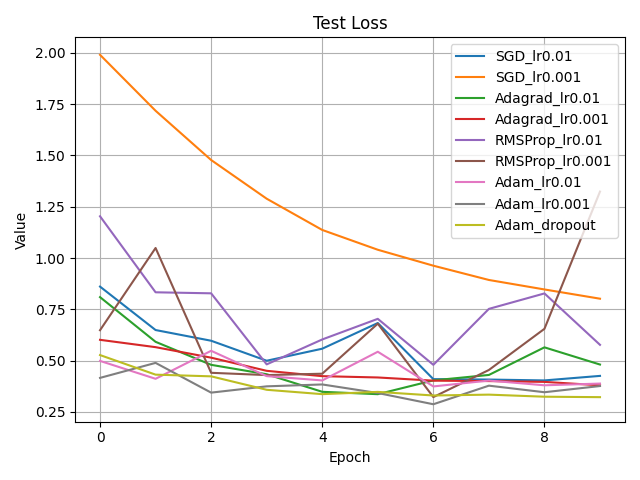 Test Loss
2.00
1.75
1.50
1.25
1.00
0.75
0.50
0.25
Value
0 2 4 6 8
Epoch
SGD_lr0.01
SGD_lr0.001
Adagrad_lr0.01
Adagrad_lr0.001
RMSProp_lr0.01
RMSProp_lr0.001
Adam_lr0.01
Adam_lr0.001
Adam_dropout